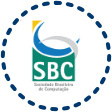 SBC
Sociedade Brasileira
de Computação